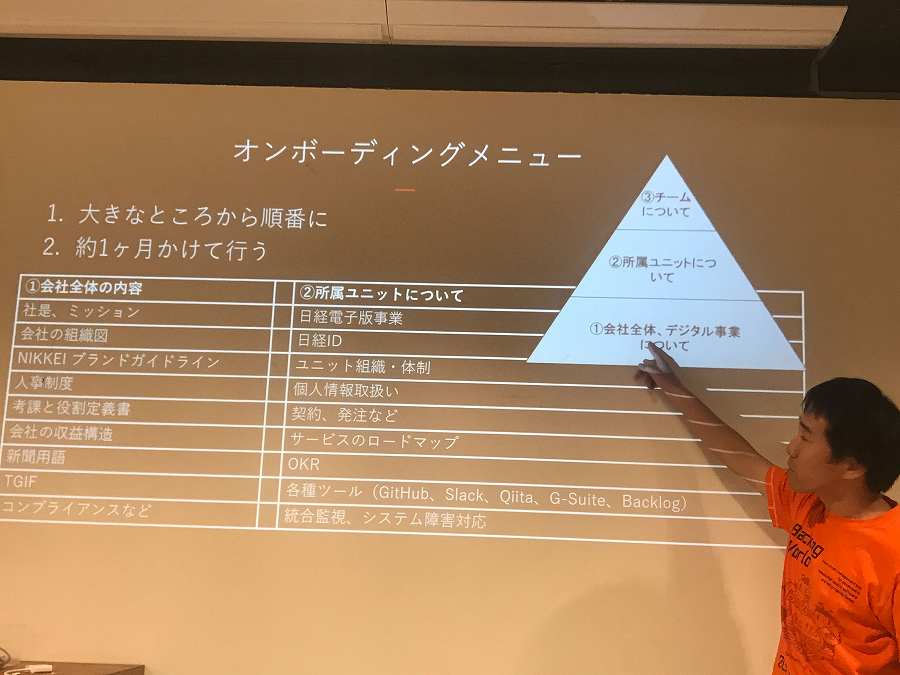 オンボーディングメニュー
1. 大きなところから順番に
2. 約1ヶ月かけて行う
③チーム
について
②所属ユニットにつ
いて
①会社全体、デジタル事業
について
①会社全体の内容 ②所属ユニットについて
社是、ミッション 日経電子版事業
会社の組織図 日経ID
NIKKEI ブランドガイドライン ユニット組織・体制
人事制度 個人情報取扱い
考課と役割定義書 契約、発注など
会社の収益構造 サービスのロードマップ
新聞用語 OKR
TGIF 各種ツール（GitHub、Slack、Qiita、G-Suite、Backlog）
コンプライアンスなど 統合監視、システム障害対応
Backlog
World